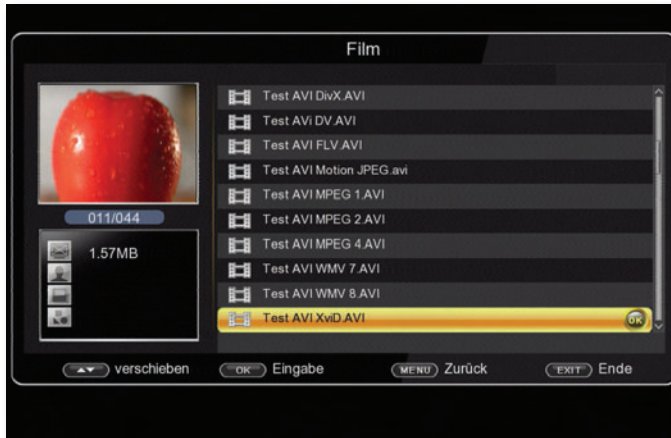 Film
011/044
1.57MB
Test AVI DivX.AVI
Test AVi DV.AVI
Test AVI FLV.AVI
Test AVI Motion JPEG.avi
Test AVI MPEG 1.AVI
Test AVI MPEG 2.AVI
Test AVI MPEG 4.AVI
Test AVI WMV 7.AVI
Test AVI WMV 8.AVI
Test AVI XviD.AVI OK
verschieben OK Eingabe MENU Zurück EXIT Ende